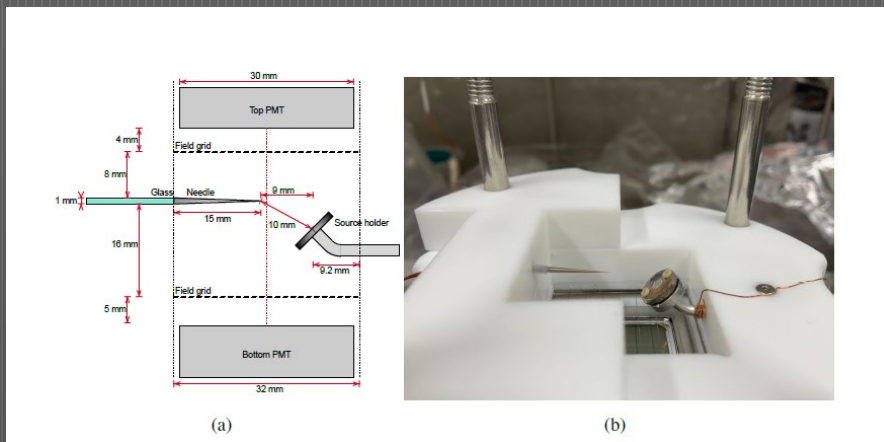 30 mm
Top PMT
4 mm
Field grid
8 mm
Glass Needle
9 mm
1 mm
15 mm
10 mm
Source holder
16 mm
9.2 mm
Field grid
5 mm
Bottom PMT
32 mm
(a)
(b)